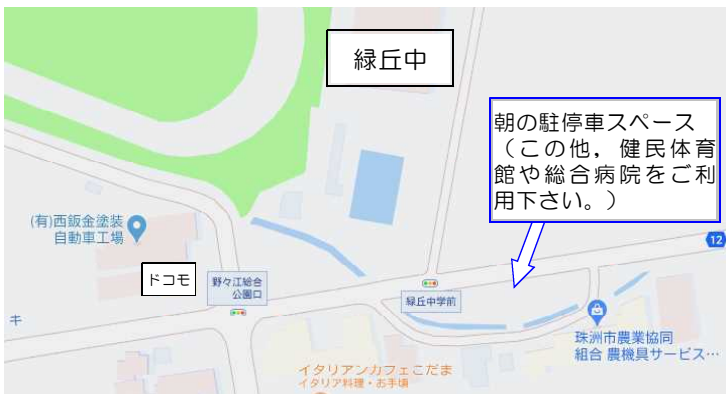 緑丘中
朝の駐停車スペース
（この他，健民体育
館や総合病院をご利
用下さい。）
(有)西鈑金塗装
自動車工場
ドコモ
野々江総合
公園口
12
緑丘中学前
キ
珠洲市農業協同
組合 農機具サービス…
イタリアンカフェこだま
イタリア料理・お手頃